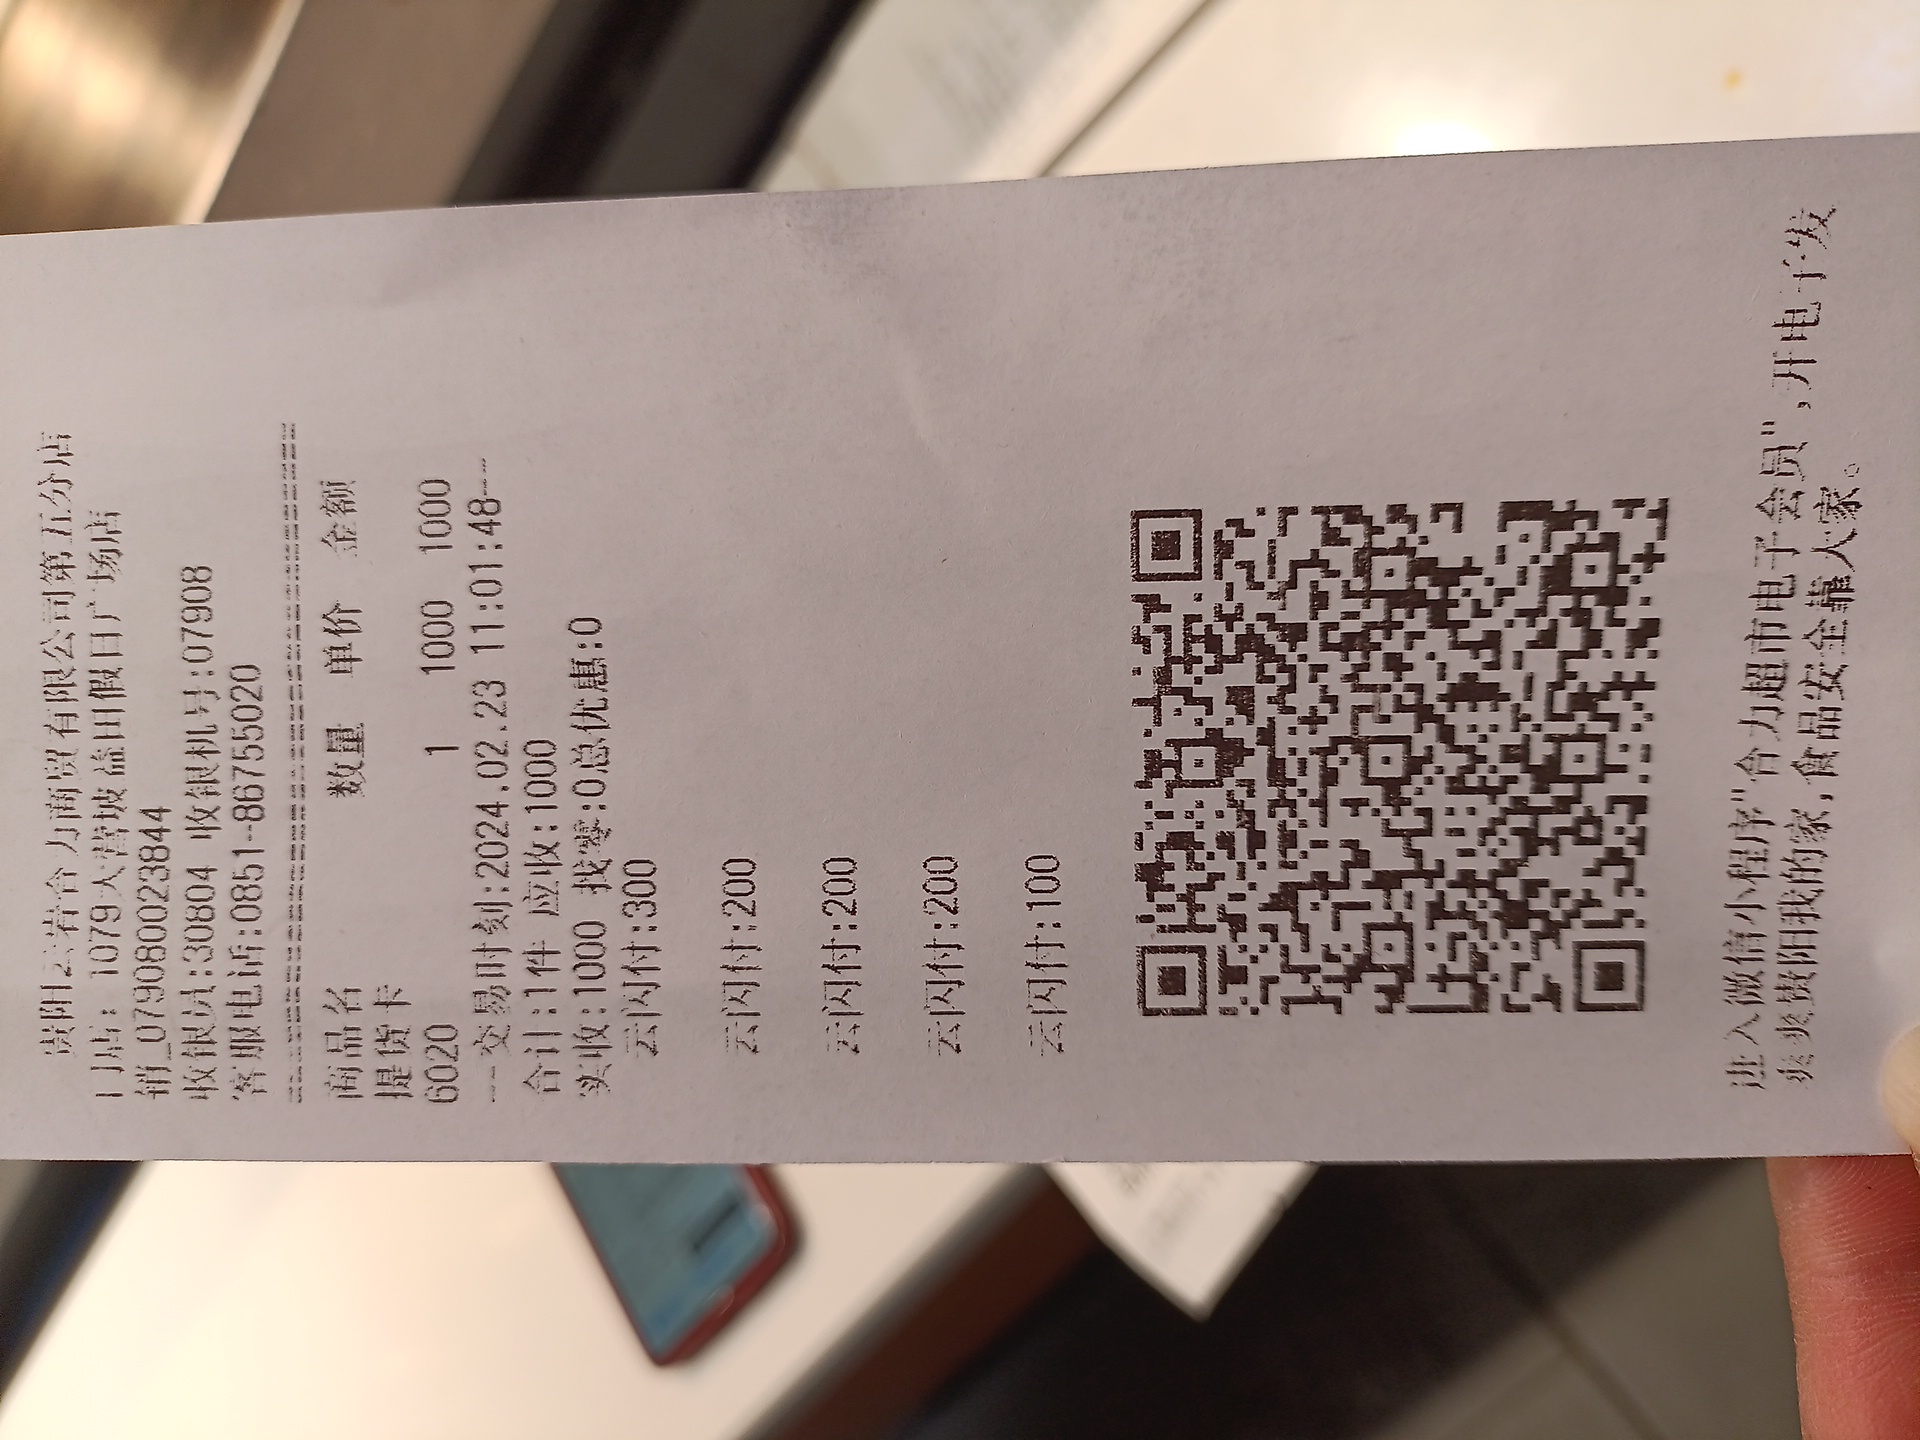 贵阳云岩合力商贸有限公司第五分店
门店: 1079大营坡益田假日广场店
销_079080023844
收银员:30804 收银机号:07908
客服电话:0851-86755020
商品名 数量 单价 金额
提货卡
6020 1 1000 1000
--交易时刻:2024.02.23 11:01:48--
合计:1件 应收:1000
实收:1000 找零:0总优惠:0
云闪付:300
云闪付:200
云闪付:200
云闪付:200
云闪付:100
进入微信小程序"合力超市电子会员",开电子发
爽爽贵阳我的家,食品安全靠大家。